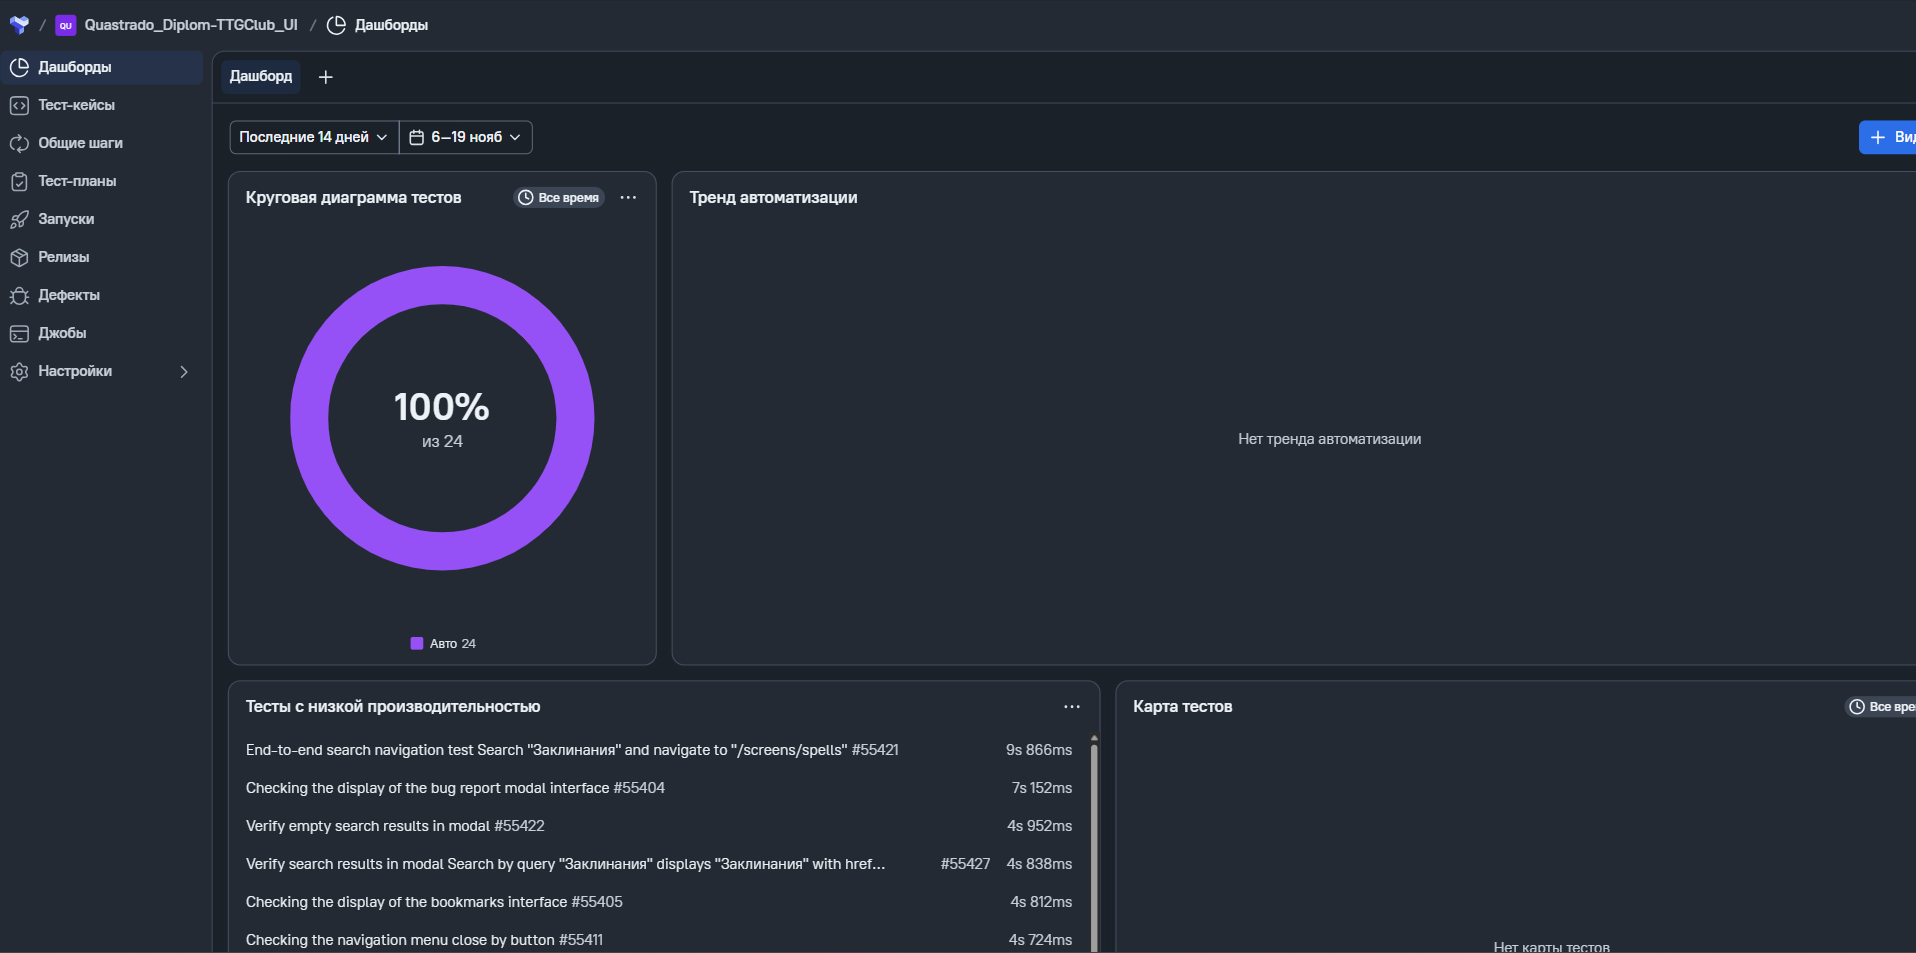 / QU Quastrado_Diplom-TTGClub_UI / Дашборды
Дашборды
Тест-кейсы
Общие шаги
Тест-планы
Запуски
Релизы
Дефекты
Джобы
Настройки
Дашборд +
Последние 14 дней
6–19 нояб
+ Вид
Круговая диаграмма тестов
Все время
100%
из 24
Авто 24
Тренд автоматизации
Нет тренда автоматизации
Тесты с низкой производительностью
End-to-end search navigation test Search "Заклинания" and navigate to "/screens/spells" #55421 9s 866ms
Checking the display of the bug report modal interface #55404 7s 152ms
Verify empty search results in modal #55422 4s 952ms
Verify search results in modal Search by query "Заклинания" displays "Заклинания" with href... #55427 4s 838ms
Checking the display of the bookmarks interface #55405 4s 812ms
Checking the navigation menu close by button #55411 4s 724ms
Карта тестов
Все вре
Нет карты тестов